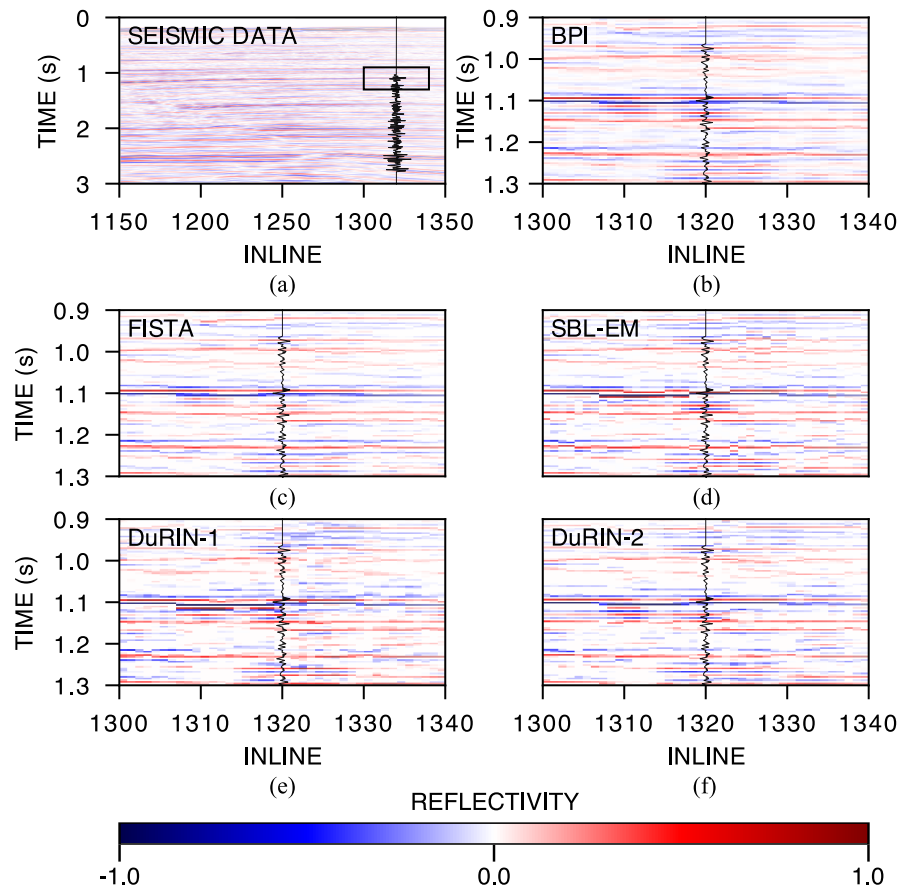 0
SEISMIC DATA
1
TIME (s)
2
3
1150 1200 1250 1300 1350
INLINE
(a)
0.9
BPI
1.0
TIME (s)
1.1
1.2
1.3
1300 1310 1320 1330 1340
INLINE
(b)
0.9
FISTA
1.0
TIME (s)
1.1
1.2
1.3
(c)
SBL-EM
(d)
0.9
DuRIN-1
1.0
TIME (s)
1.1
1.2
1.3
1300 1310 1320 1330 1340
INLINE
(e)
DuRIN-2
1300 1310 1320 1330 1340
INLINE
(f)
REFLECTIVITY
-1.0 0.0 1.0